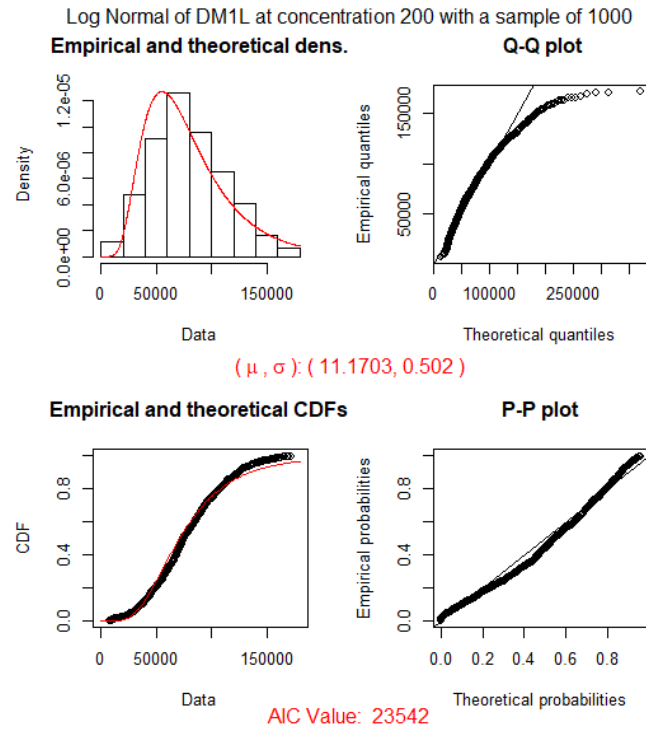 Log Normal of DM1L at concentration 200 with a sample of 1000
Empirical and theoretical dens.
Density
0.0e+00 6.0e-06 1.2e-05
0 50000 150000
Data
Q-Q plot
Empirical quantiles
50000 150000
0 100000 250000
Theoretical quantiles
( μ , σ ): ( 11.1703, 0.502 )
Empirical and theoretical CDFs
CDF
0.0 0.4 0.8
0 50000 150000
Data
P-P plot
Empirical probabilities
0.0 0.4 0.8
0.0 0.2 0.4 0.6 0.8
Theoretical probabilities
AIC Value: 23542